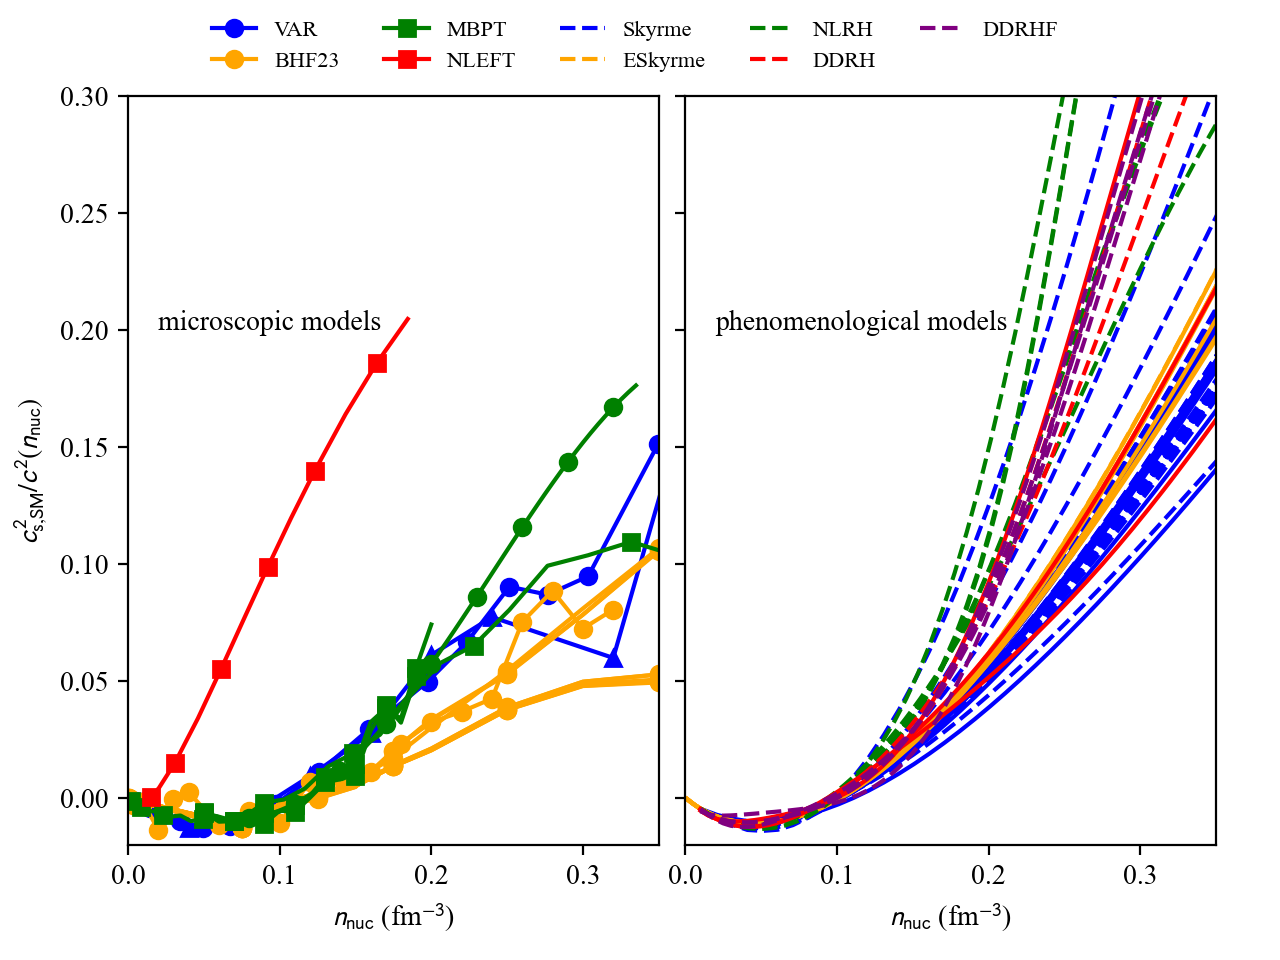 VAR MBPT Skyrme NLRH DDRHF
BHF23 NLEFT ESkyrme DDRH
0.30
0.25
0.20
0.15
0.10
0.05
0.00
c²s,SM/c²(nnuc)
microscopic models
phenomenological models
0.0 0.1 0.2 0.3 0.0 0.1 0.2 0.3
nnuc (fm⁻³) nnuc (fm⁻³)